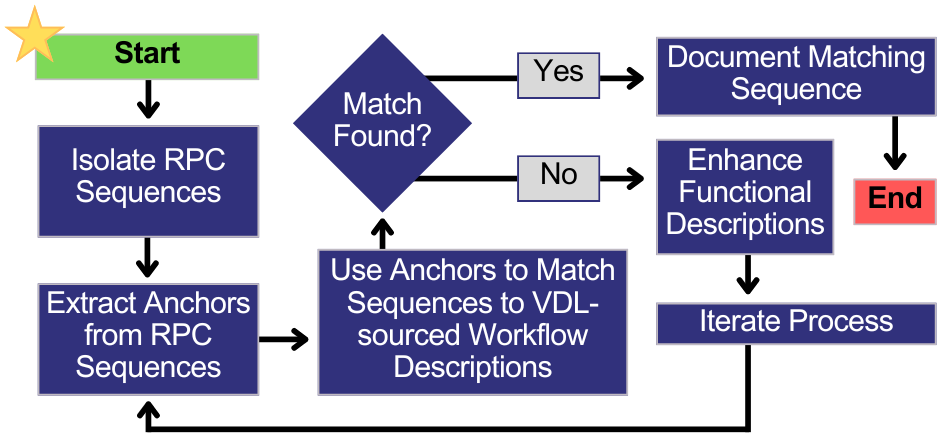 Start
Isolate RPC
Sequences
Extract Anchors
from RPC
Sequences
Use Anchors to Match
Sequences to VDL-
sourced Workflow
Descriptions
Match
Found?
Yes
No
Document Matching
Sequence
End
Enhance
Functional
Descriptions
Iterate Process